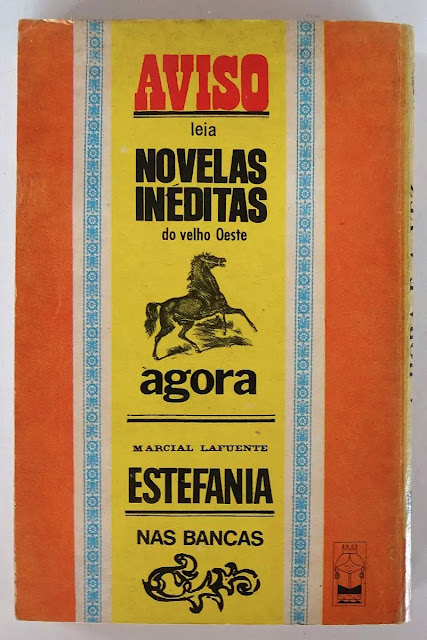 AVISO
leia
NOVELAS
INÉDITAS
do velho Oeste
agora
MARCIAL LAFUENTE
ESTEFANIA
NAS BANCAS